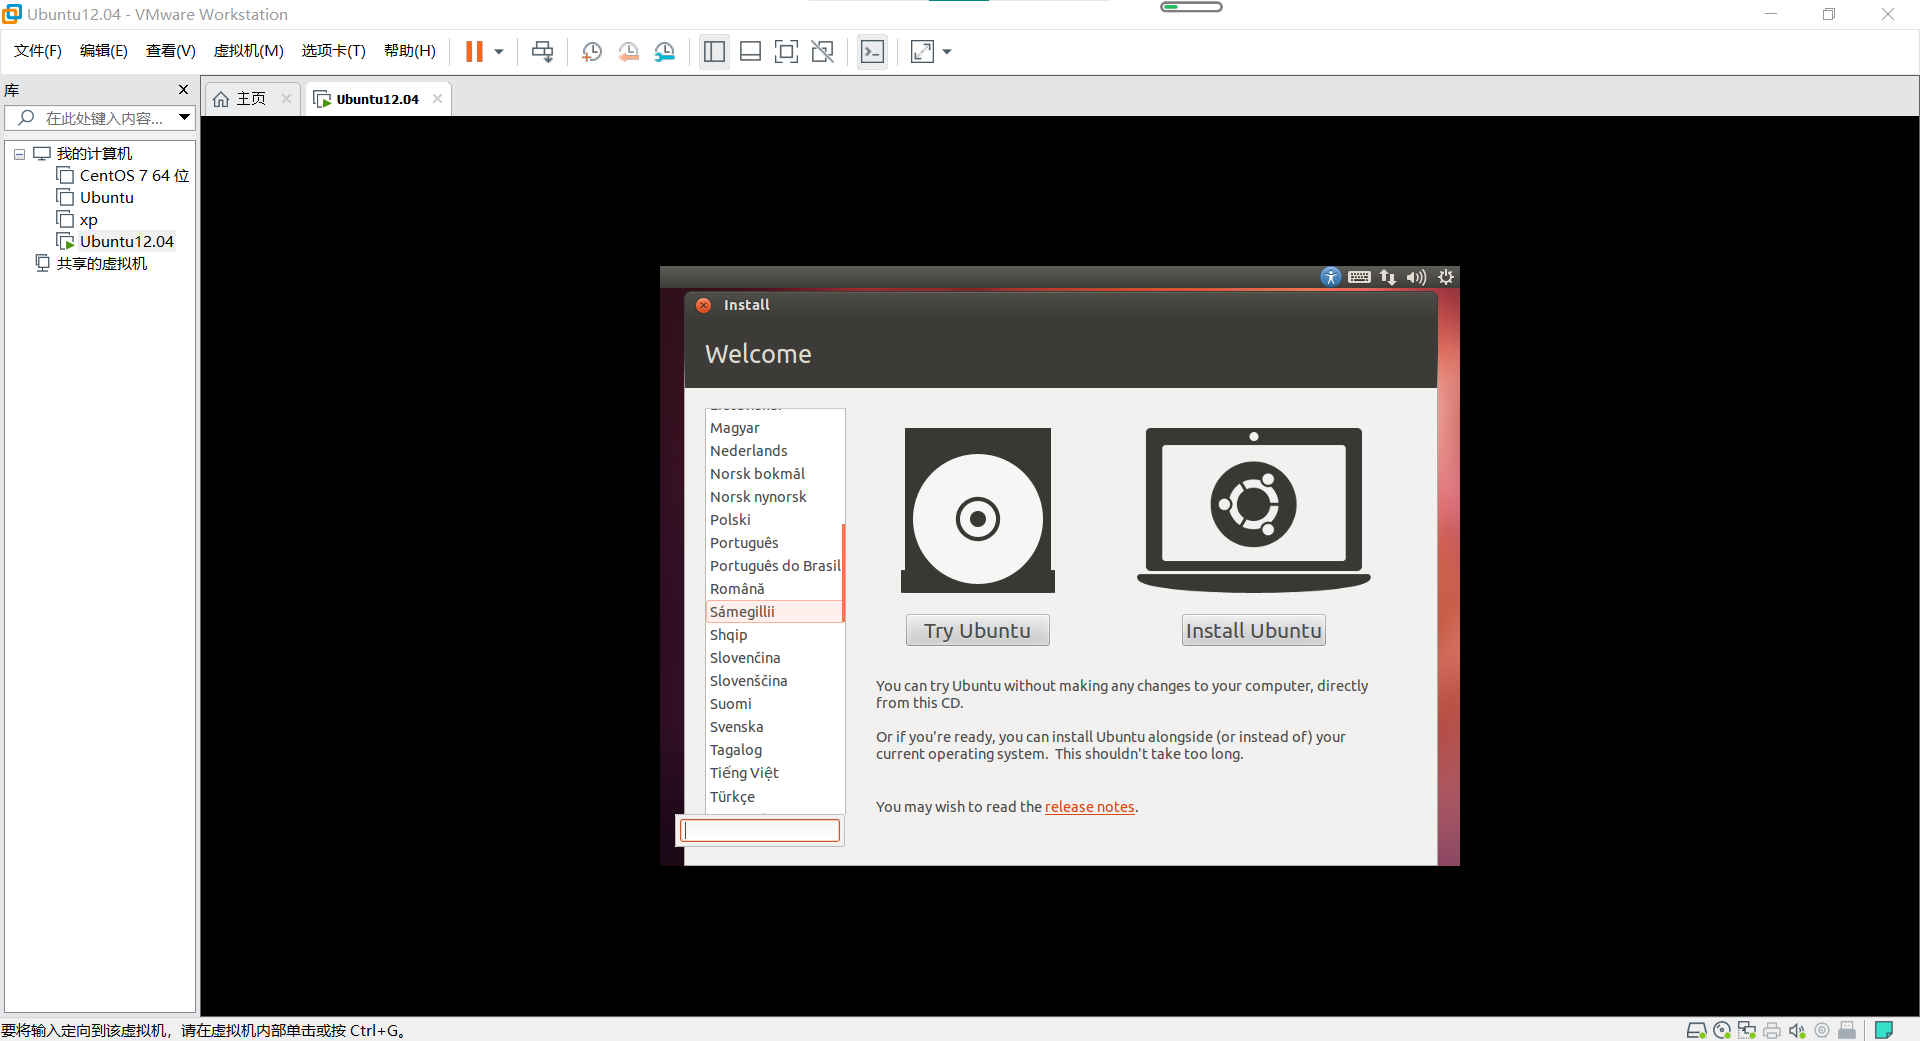 Ubuntu12.04 - VMware Workstation
文件(F) 编辑(E) 查看(V) 虚拟机(M) 选项卡(T) 帮助(H)
库
在此处键入内容...
我的计算机
CentOS 7 64 位
Ubuntu
xp
Ubuntu12.04
共享的虚拟机
主页
Ubuntu12.04
Install
Welcome
Magyar
Nederlands
Norsk bokmål
Norsk nynorsk
Polski
Português
Português do Brasil
Română
Sámegillii
Shqip
Slovenčina
Slovenščina
Suomi
Svenska
Tagalog
Tiếng Việt
Türkçe
Try Ubuntu
Install Ubuntu
You can try Ubuntu without making any changes to your computer, directly
from this CD.
Or if you're ready, you can install Ubuntu alongside (or instead of) your
current operating system.  This shouldn't take too long.
You may wish to read the release notes.
要将输入定向到该虚拟机，请在虚拟机内部单击或按 Ctrl+G。